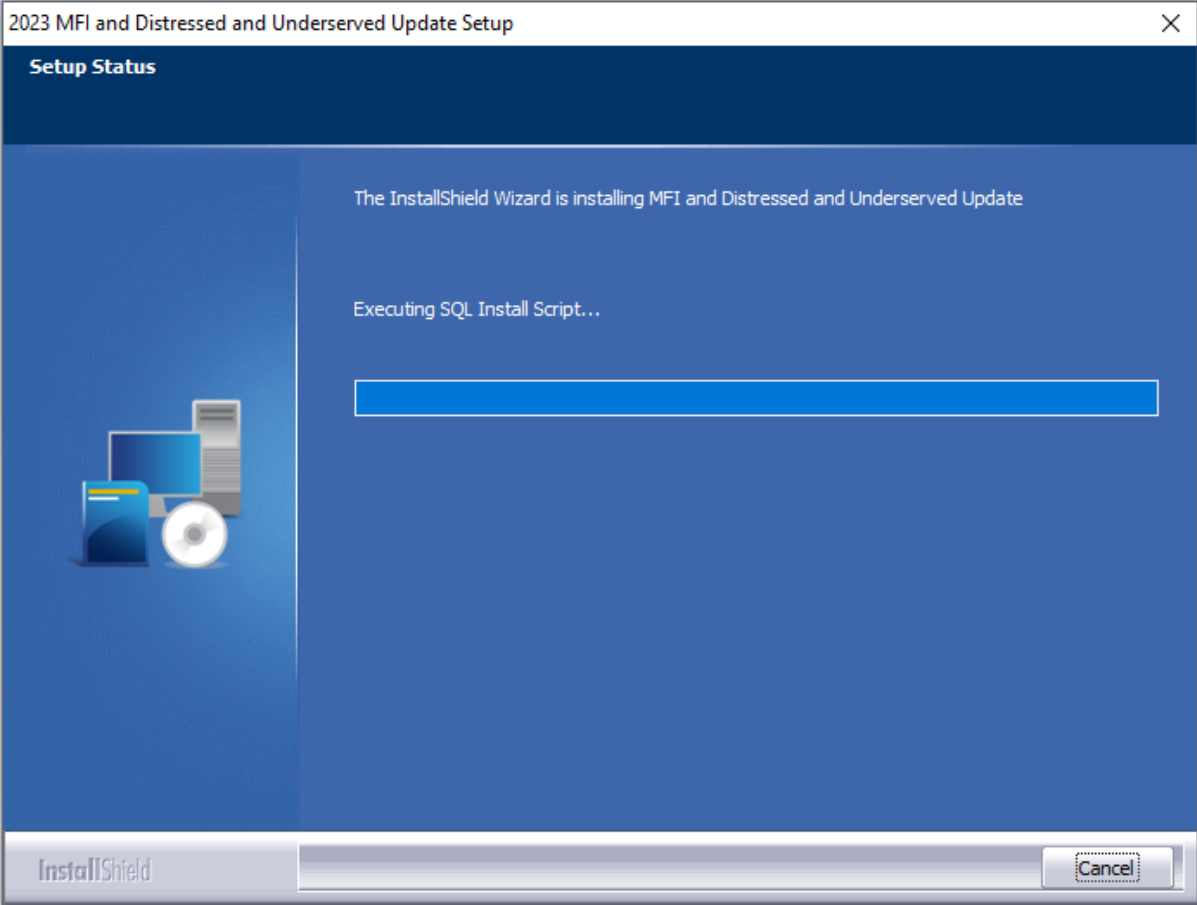 2023 MFI and Distressed and Underserved Update Setup
Setup Status
The InstallShield Wizard is installing MFI and Distressed and Underserved Update
Executing SQL Install Script...
InstallShield
Cancel